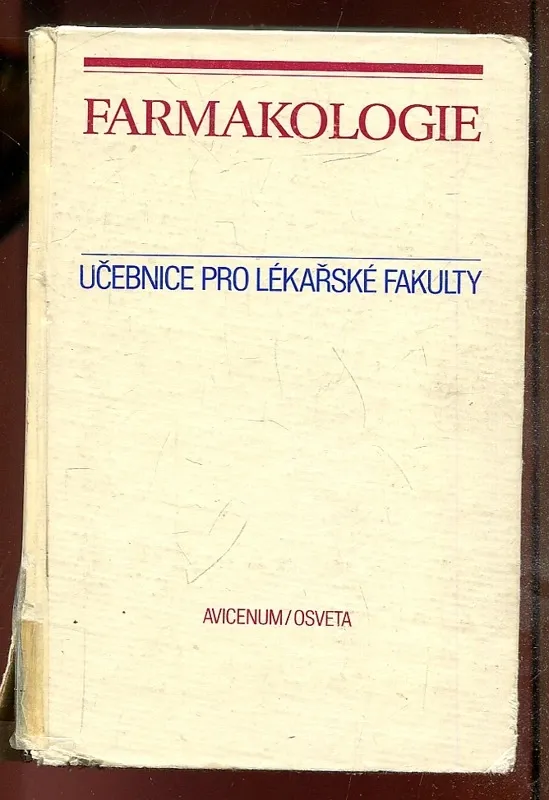 FARMAKOLOGIE
UČEBNICE PRO LÉKAŘSKÉ FAKULTY
AVICENUM/OSVETA